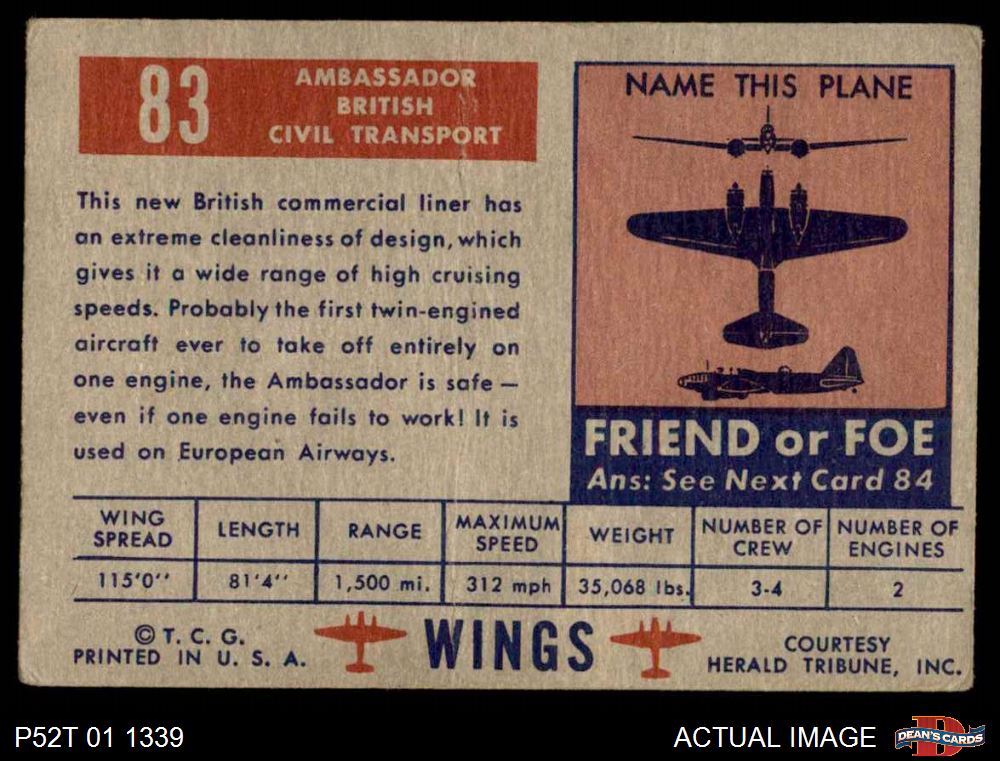 83
AMBASSADOR
BRITISH
CIVIL TRANSPORT
This new British commercial liner has
an extreme cleanliness of design, which
gives it a wide range of high cruising
speeds. Probably the first twin-engined
aircraft ever to take off entirely on
one engine, the Ambassador is safe —
even if one engine fails to work! It is
used on European Airways.
NAME THIS PLANE
FRIEND or FOE
Ans: See Next Card 84
WING SPREAD
LENGTH
RANGE
MAXIMUM SPEED
WEIGHT
NUMBER OF CREW
NUMBER OF ENGINES
115'0''
81'4''
1,500 mi.
312 mph
35,068 lbs.
3-4
2
© T. C. G.
PRINTED IN U. S. A.
WINGS
COURTESY
HERALD TRIBUNE, INC.
P52T 01 1339
ACTUAL IMAGE
D
DEAN'S CARDS